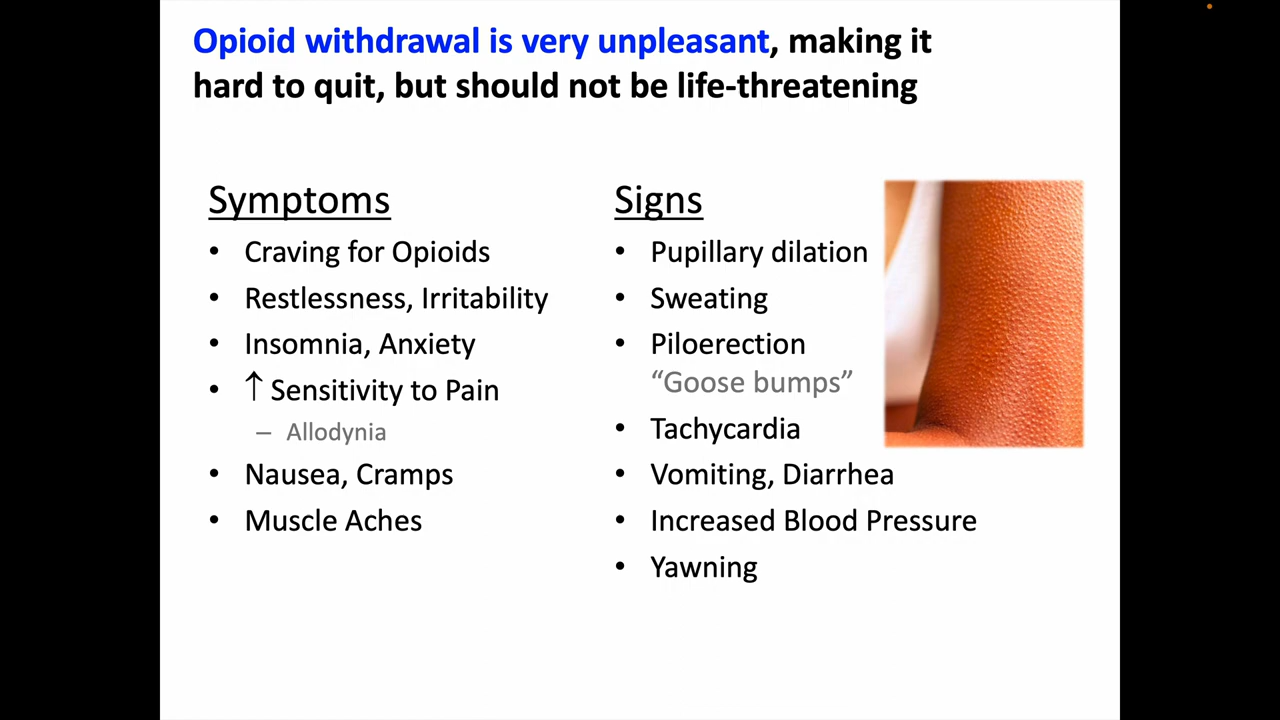 Opioid withdrawal is very unpleasant, making it
hard to quit, but should not be life-threatening
Symptoms
• Craving for Opioids
• Restlessness, Irritability
• Insomnia, Anxiety
• ↑ Sensitivity to Pain
– Allodynia
• Nausea, Cramps
• Muscle Aches
Signs
• Pupillary dilation
• Sweating
• Piloerection
“Goose bumps”
• Tachycardia
• Vomiting, Diarrhea
• Increased Blood Pressure
• Yawning